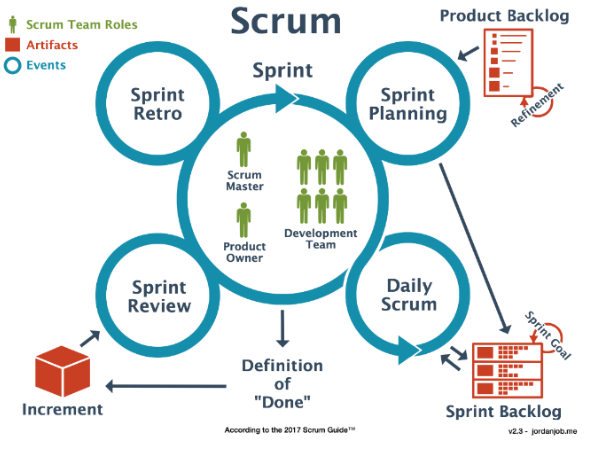 Scrum
Scrum Team Roles
Artifacts
Events
Product Backlog
Refinement
Sprint
Sprint
Retro
Sprint
Planning
Scrum
Master
Product
Owner
Development
Team
Sprint
Review
Daily
Scrum
Sprint Goal
Sprint Backlog
Definition
of
"Done"
Increment
According to the 2017 Scrum Guide™
v2.3 - jordanjob.me